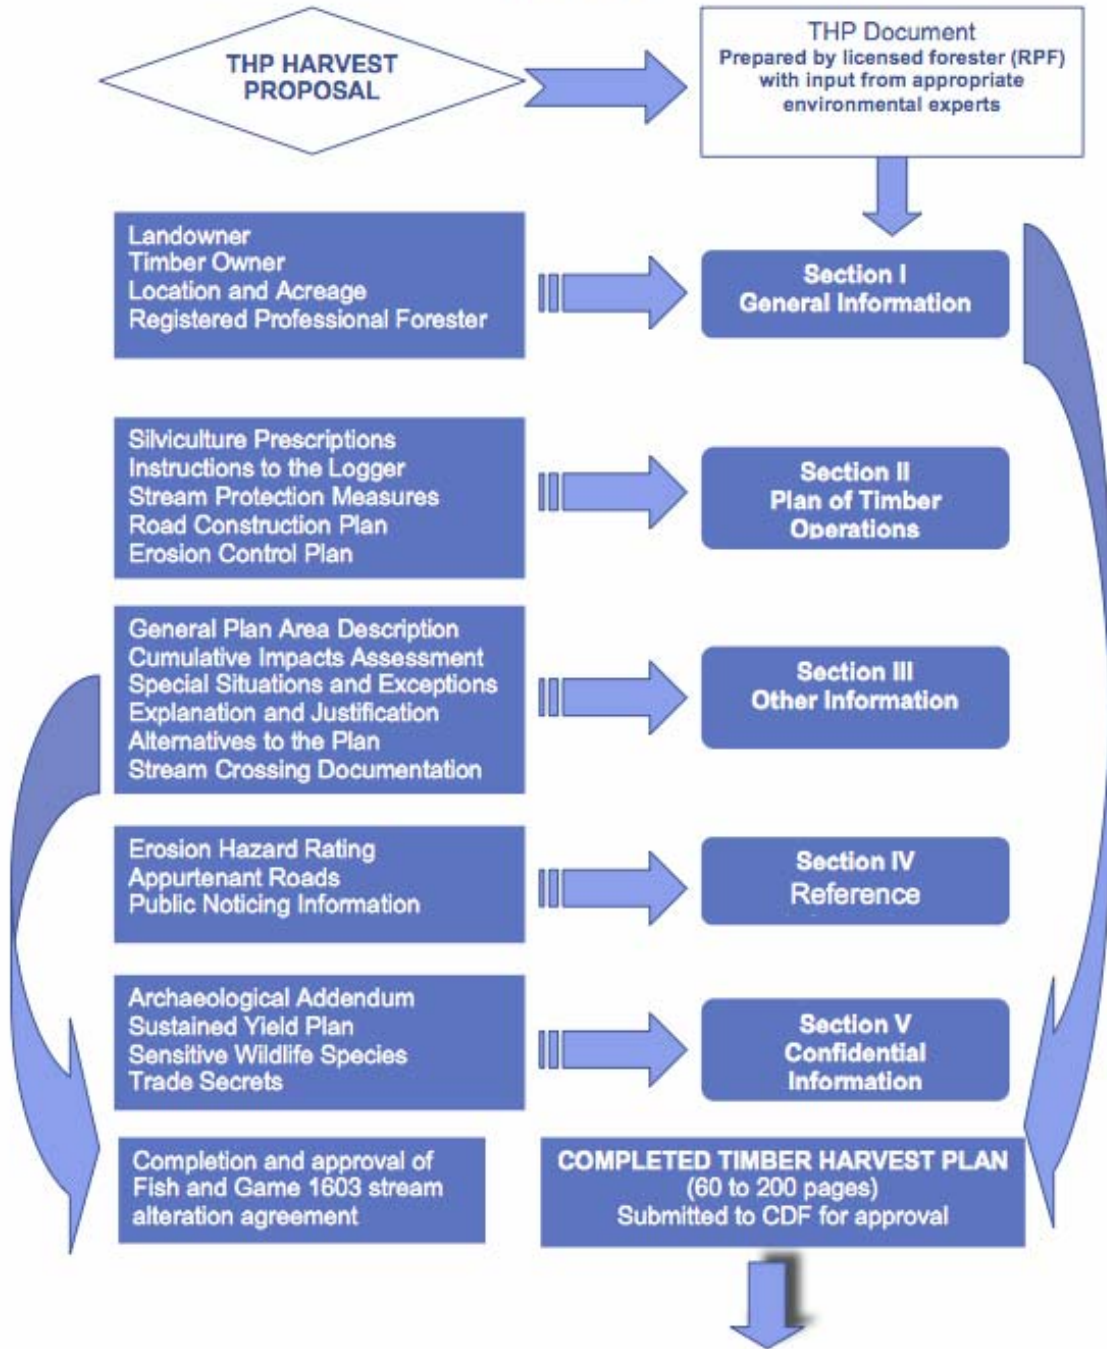 THP HARVEST
PROPOSAL
THP Document
Prepared by licensed forester (RPF)
with input from appropriate
environmental experts
Landowner
Timber Owner
Location and Acreage
Registered Professional Forester
Section I
General Information
Silviculture Prescriptions
Instructions to the Logger
Stream Protection Measures
Road Construction Plan
Erosion Control Plan
Section II
Plan of Timber
Operations
General Plan Area Description
Cumulative Impacts Assessment
Special Situations and Exceptions
Explanation and Justification
Alternatives to the Plan
Stream Crossing Documentation
Section III
Other Information
Erosion Hazard Rating
Appurtenant Roads
Public Noticing Information
Section IV
Reference
Archaeological Addendum
Sustained Yield Plan
Sensitive Wildlife Species
Trade Secrets
Section V
Confidential
Information
Completion and approval of
Fish and Game 1603 stream
alteration agreement
COMPLETED TIMBER HARVEST PLAN
(60 to 200 pages)
Submitted to CDF for approval